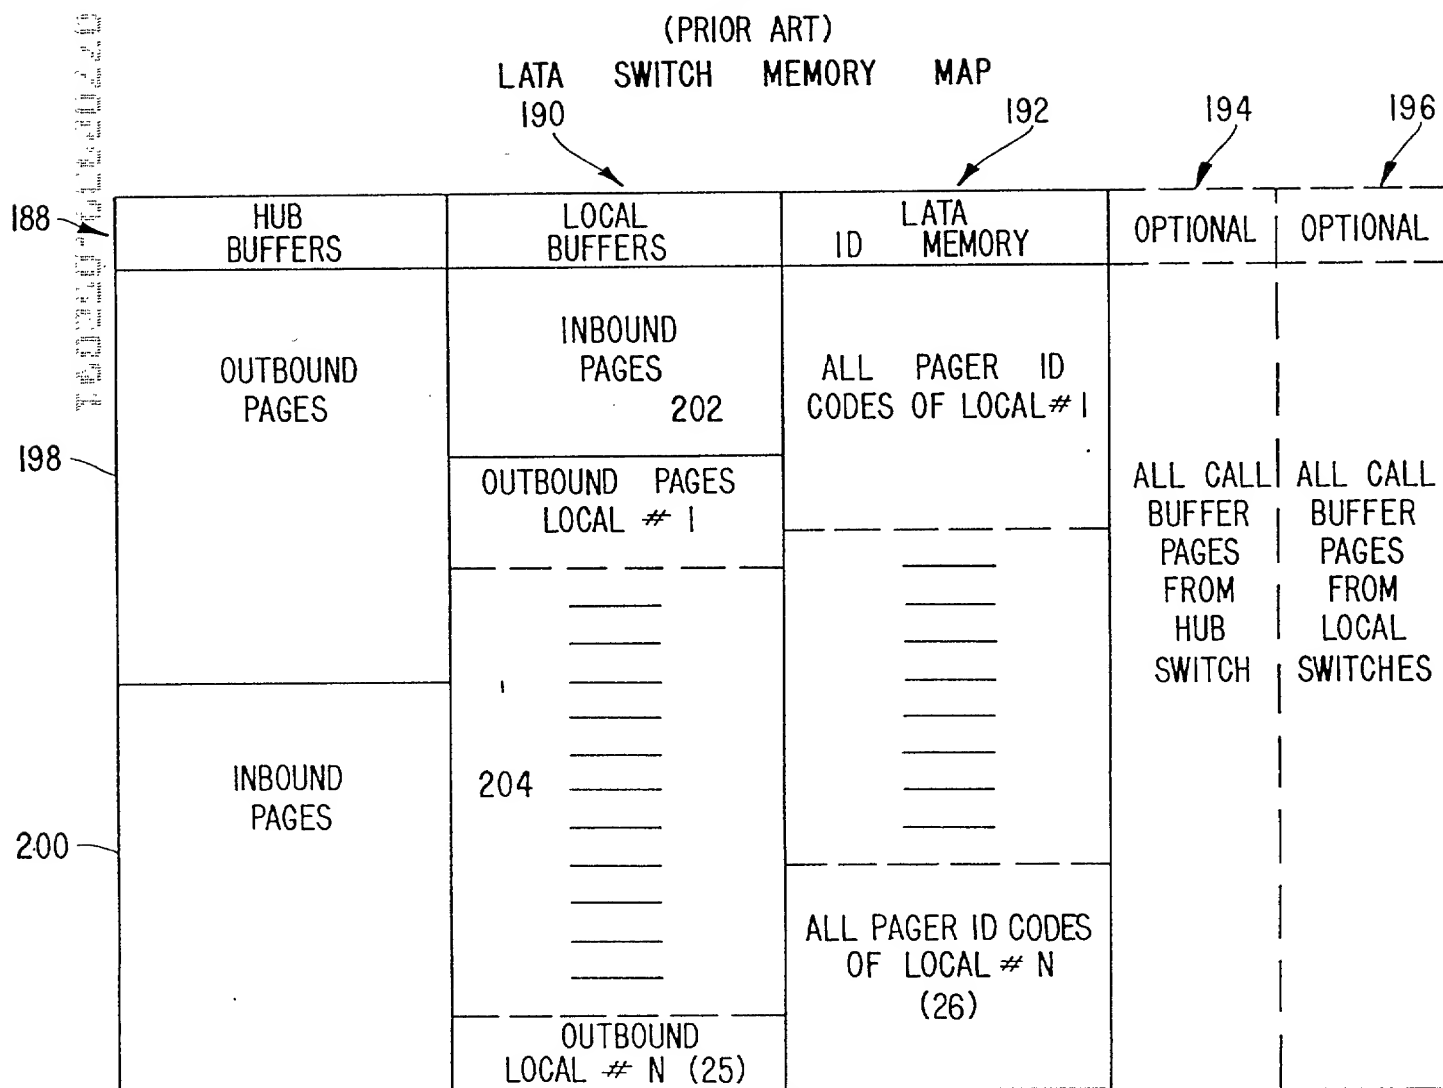 (PRIOR ART)
LATA SWITCH MEMORY MAP
190
192
194
196
188
HUB
BUFFERS
LOCAL
BUFFERS
LATA
ID MEMORY
OPTIONAL
OPTIONAL
OUTBOUND
PAGES
198
INBOUND
PAGES
200
INBOUND
PAGES
202
OUTBOUND PAGES
LOCAL # 1
204
OUTBOUND
LOCAL # N (25)
ALL PAGER ID
CODES OF LOCAL # 1
ALL PAGER ID CODES
OF LOCAL # N
(26)
ALL CALL
BUFFER
PAGES
FROM
HUB
SWITCH
ALL CALL
BUFFER
PAGES
FROM
LOCAL
SWITCHES